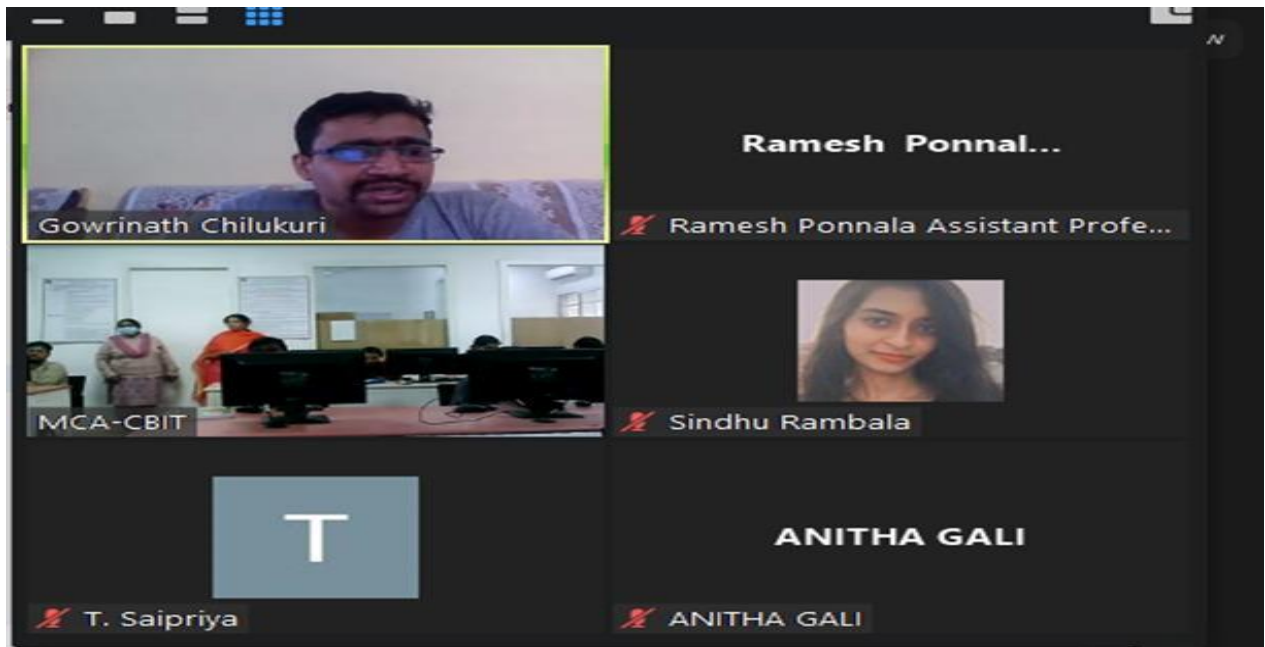 Gowrinath Chilukuri
Ramesh Ponnal...
Ramesh Ponnala Assistant Profe...
MCA-CBIT
Sindhu Rambala
T
T. Saipriya
ANITHA GALI
ANITHA GALI